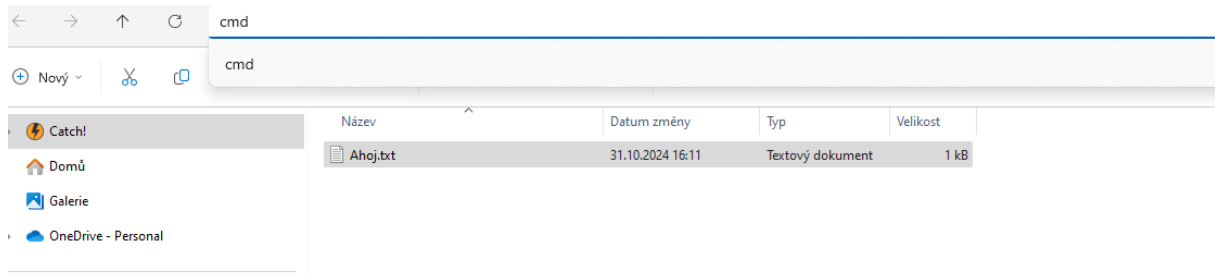 cmd
cmd
Nový
Název Datum změny Typ Velikost
Catch!
Ahoj.txt 31.10.2024 16:11 Textový dokument 1 kB
Domů
Galerie
OneDrive - Personal